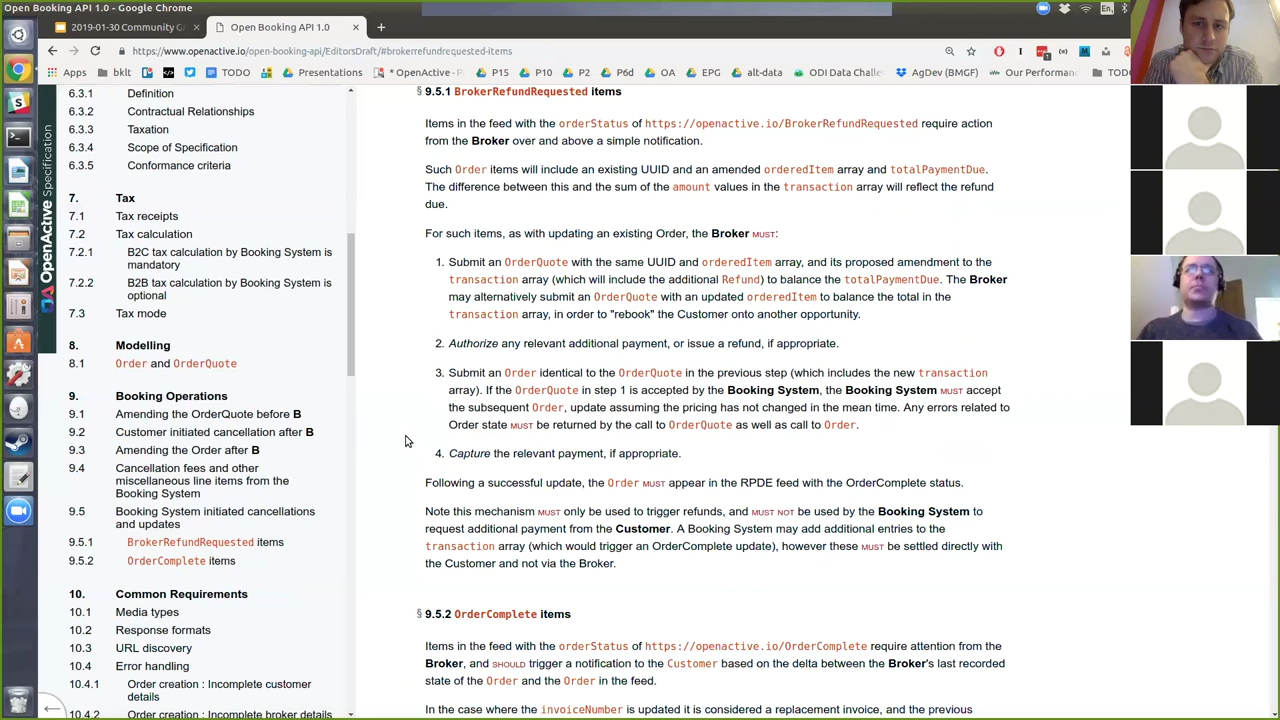 Open Booking API 1.0 - Google Chrome
2019-01-30 Community C
Open Booking API 1.0
En
https://www.openactive.io/open-booking-api/EditorsDraft/#brokerrefundrequested-items
Apps
bklt
TODO
Presentations
* OpenActive - P
P15
P10
P2
P6d
OA
EPG
alt-data
ODI Data Challe
AgDev (BMGF)
Our Performanc
TODO
OpenActive Specification
6.3.1 Definition
6.3.2 Contractual Relationships
6.3.3 Taxation
6.3.4 Scope of Specification
6.3.5 Conformance criteria
7. Tax
7.1 Tax receipts
7.2 Tax calculation
7.2.1 B2C tax calculation by Booking System is
mandatory
7.2.2 B2B tax calculation by Booking System is
optional
7.3 Tax mode
8. Modelling
8.1 Order and OrderQuote
9. Booking Operations
9.1 Amending the OrderQuote before B
9.2 Customer initiated cancellation after B
9.3 Amending the Order after B
9.4 Cancellation fees and other
miscellaneous line items from the
Booking System
9.5 Booking System initiated cancellations
and updates
9.5.1 BrokerRefundRequested items
9.5.2 OrderComplete items
10. Common Requirements
10.1 Media types
10.2 Response formats
10.3 URL discovery
10.4 Error handling
10.4.1 Order creation : Incomplete customer
details
10.4.2 Order creation : Incomplete broker details
§ 9.5.1 BrokerRefundRequested items
Items in the feed with the orderStatus of https://openactive.io/BrokerRefundRequested require action
from the Broker over and above a simple notification.
Such Order items will include an existing UUID and an amended orderedItem array and totalPaymentDue.
The difference between this and the sum of the amount values in the transaction array will reflect the refund
due.
For such items, as with updating an existing Order, the Broker MUST:
1. Submit an OrderQuote with the same UUID and orderedItem array, and its proposed amendment to the
transaction array (which will include the additional Refund) to balance the totalPaymentDue. The Broker
may alternatively submit an OrderQuote with an updated orderedItem to balance the total in the
transaction array, in order to "rebook" the Customer onto another opportunity.
2. Authorize any relevant additional payment, or issue a refund, if appropriate.
3. Submit an Order identical to the OrderQuote in the previous step (which includes the new transaction
array). If the OrderQuote in step 1 is accepted by the Booking System, the Booking System MUST accept
the subsequent Order, update assuming the pricing has not changed in the mean time. Any errors related to
Order state MUST be returned by the call to OrderQuote as well as call to Order.
4. Capture the relevant payment, if appropriate.
Following a successful update, the Order MUST appear in the RPDE feed with the OrderComplete status.
Note this mechanism MUST only be used to trigger refunds, and MUST NOT be used by the Booking System to
request additional payment from the Customer. A Booking System may add additional entries to the
transaction array (which would trigger an OrderComplete update), however these MUST be settled directly with
the Customer and not via the Broker.
§ 9.5.2 OrderComplete items
Items in the feed with the orderStatus of https://openactive.io/OrderComplete require attention from the
Broker, and SHOULD trigger a notification to the Customer based on the delta between the Broker's last recorded
state of the Order and the Order in the feed.
In the case where the invoiceNumber is updated it is considered a replacement invoice, and the previous